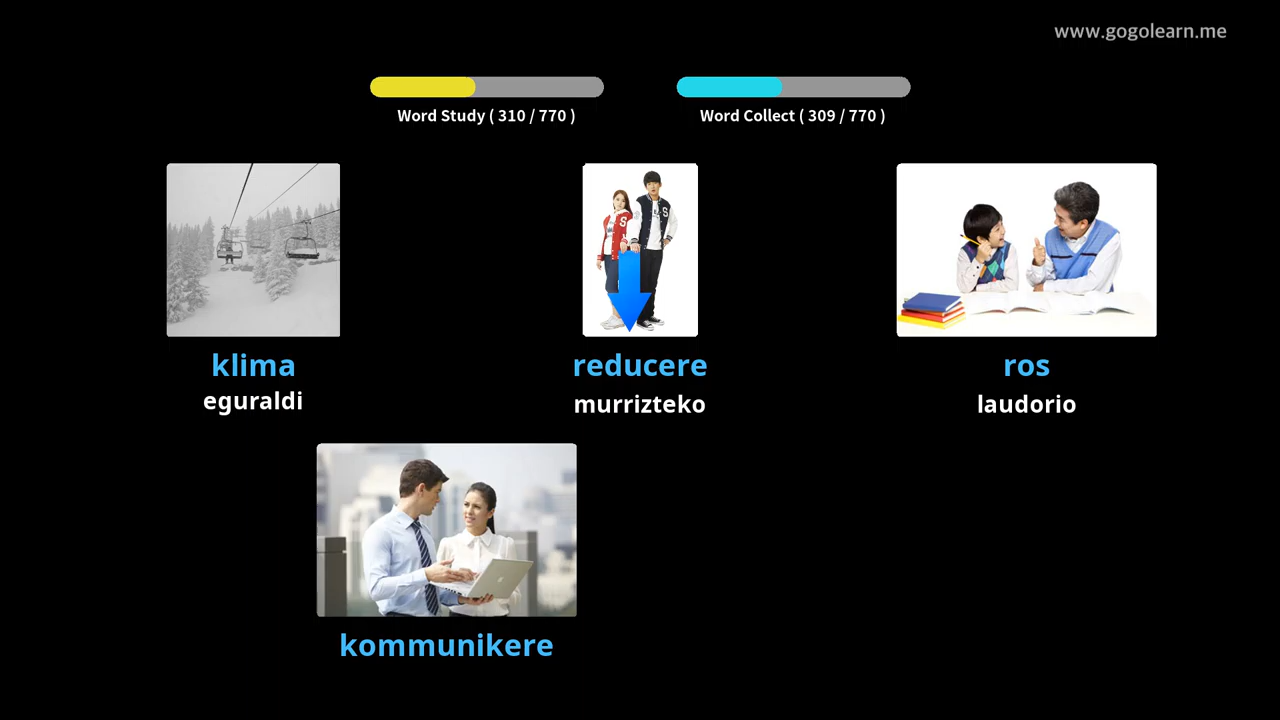 www.gogolearn.me
Word Study ( 310 / 770 )
Word Collect ( 309 / 770 )
klima
eguraldi
reducere
murrizteko
ros
laudorio
kommunikere